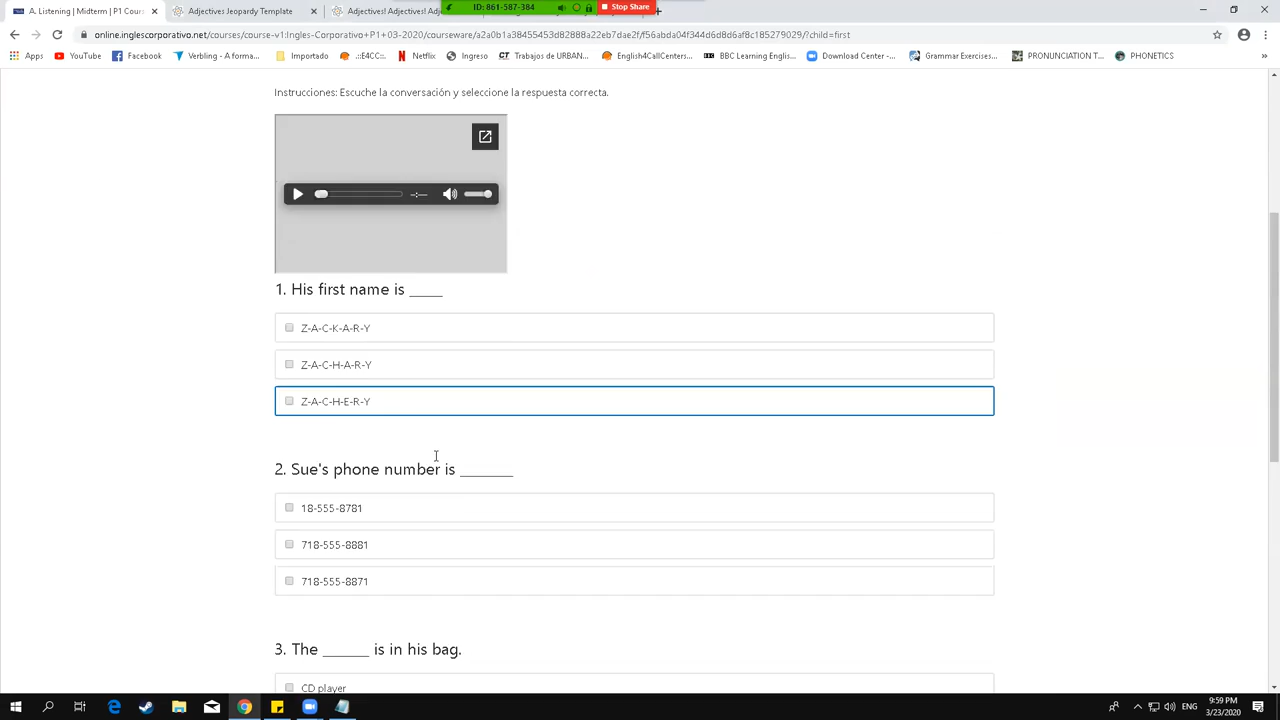 A. Listening | Midterm | P1 Cour
Adjectives Jeopardy Template
Adjectives! Adjectives! Adj
ID: 861-587-384
Stop Share
online.inglescorporativo.net/courses/course-v1:Ingles-Corporativo+P1+03-2020/courseware/a2a0b1a38455453d82888a22eb7dae2f/f56abda04f344d6d8d6af8c185279029/?child=first
Apps
YouTube
Facebook
Verbling - A forma...
Importado
.::E4CC::.
Netflix
Ingreso
CT Trabajos de URBAN...
English4CallCenters...
BBC Learning Englis...
Download Center -...
Grammar Exercises...
PRONUNCIATION T...
PHONETICS
»
Instrucciones: Escuche la conversación y seleccione la respuesta correcta.
-:--
1. His first name is _____
Z-A-C-K-A-R-Y
Z-A-C-H-A-R-Y
Z-A-C-H-E-R-Y
2. Sue's phone number is ________
18-555-8781
718-555-8881
718-555-8871
3. The _______ is in his bag.
CD player
ENG
9:59 PM
3/23/2020